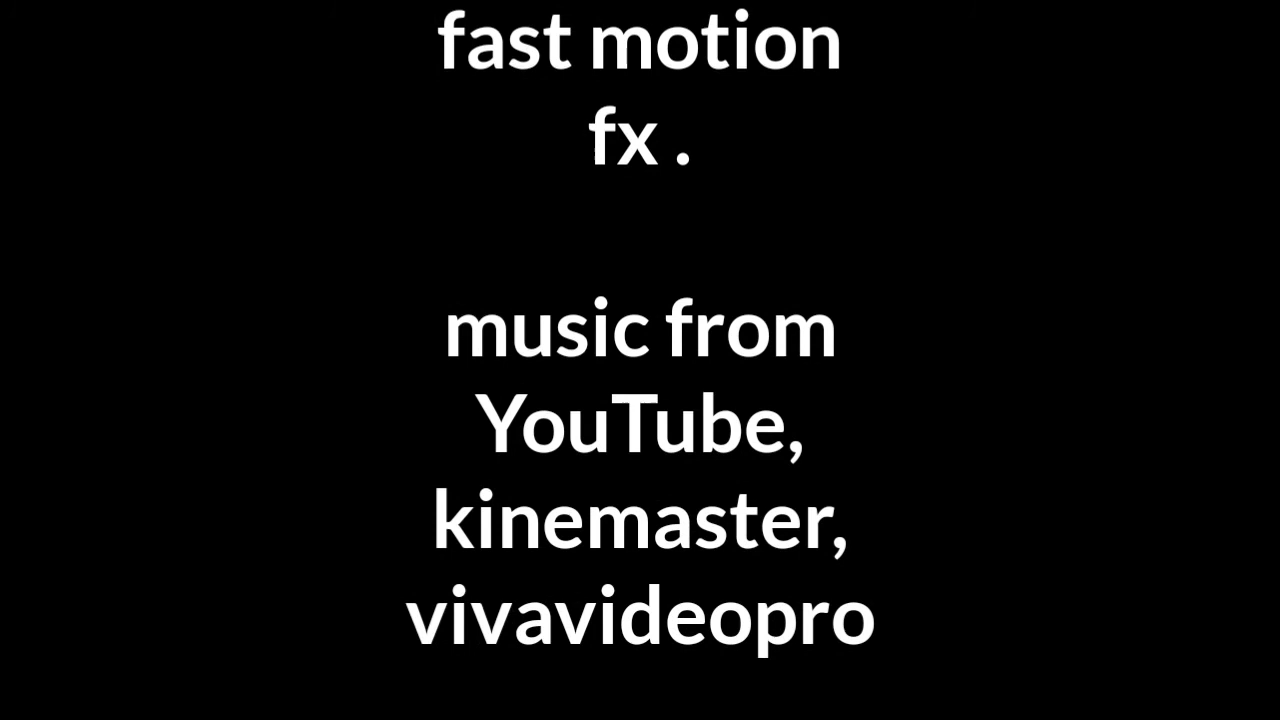 fast motion
fx .
music from
YouTube,
kinemaster,
vivavideopro